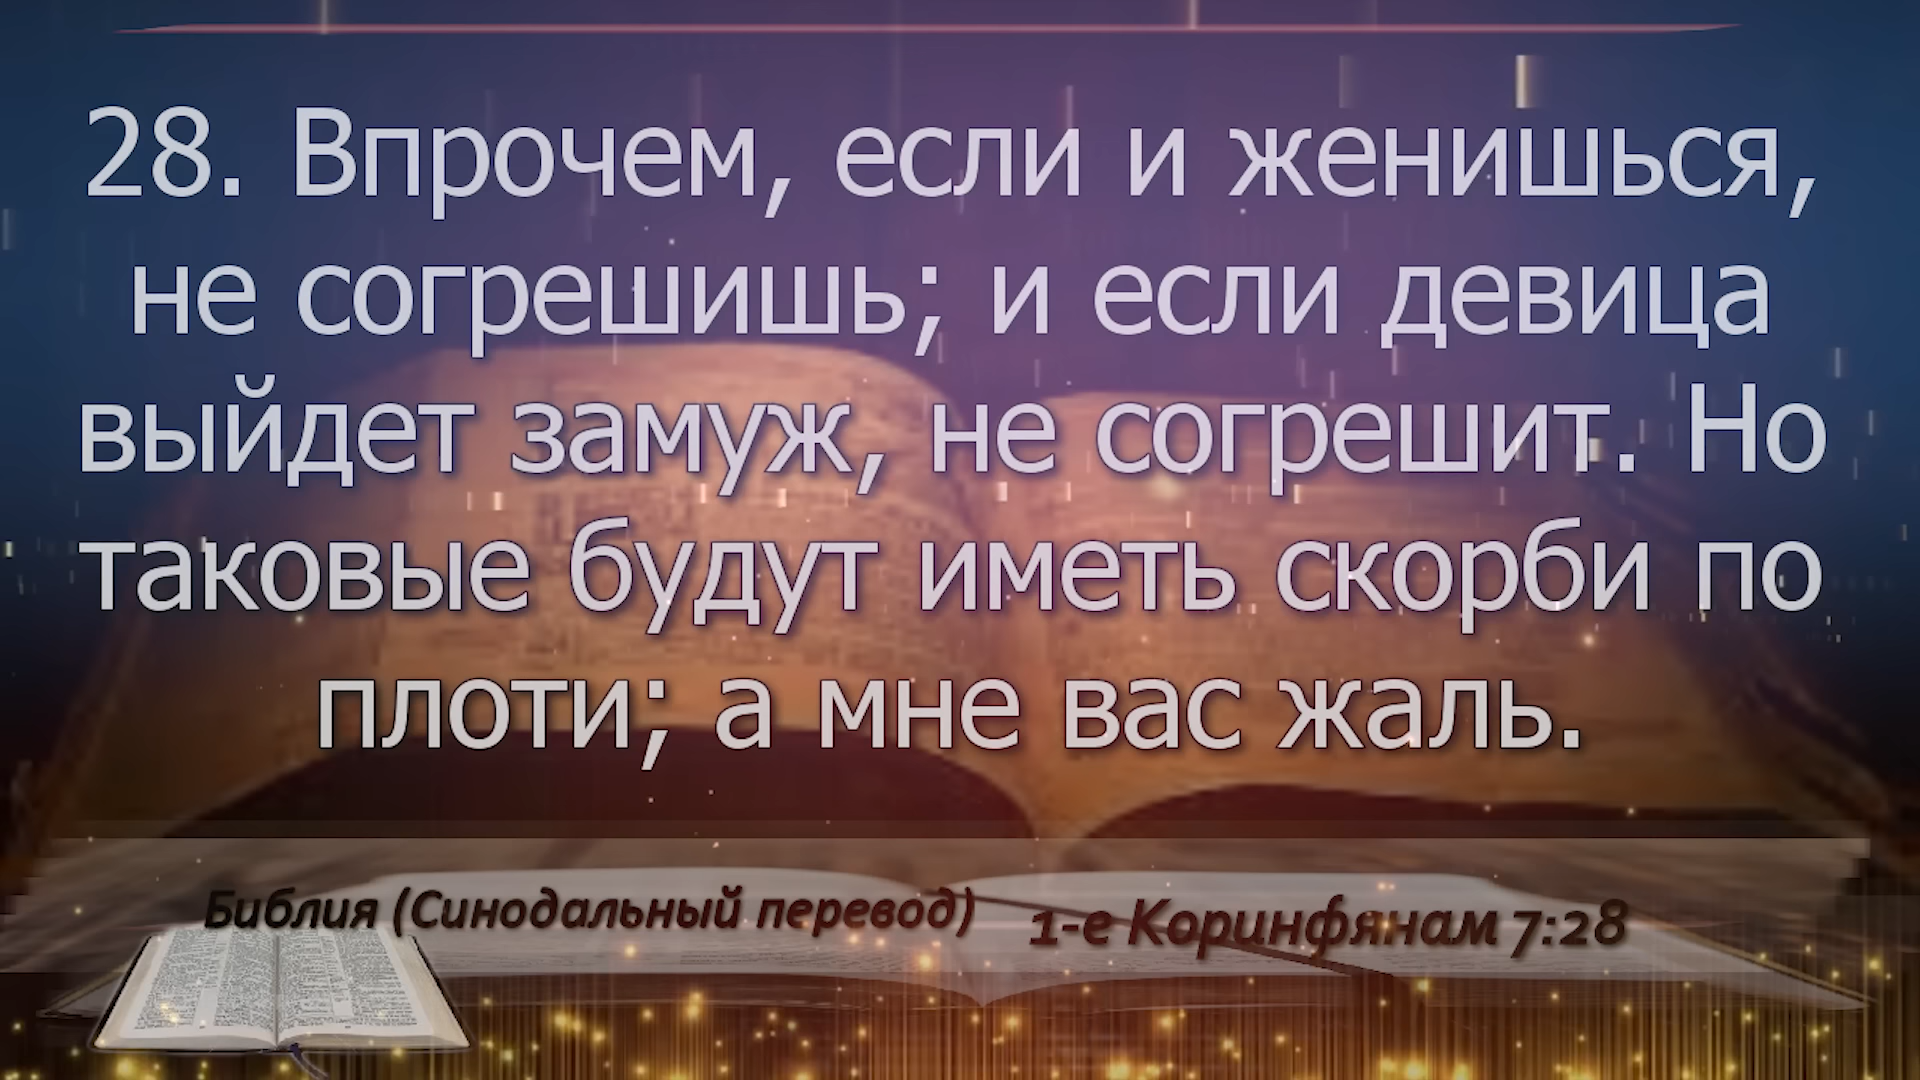 28. Впрочем, если и женишься,
не согрешишь; и если девица
выйдет замуж, не согрешит. Но
таковые будут иметь скорби по
плоти; а мне вас жаль.
Библия (Синодальный перевод) 1-е Коринфянам 7:28